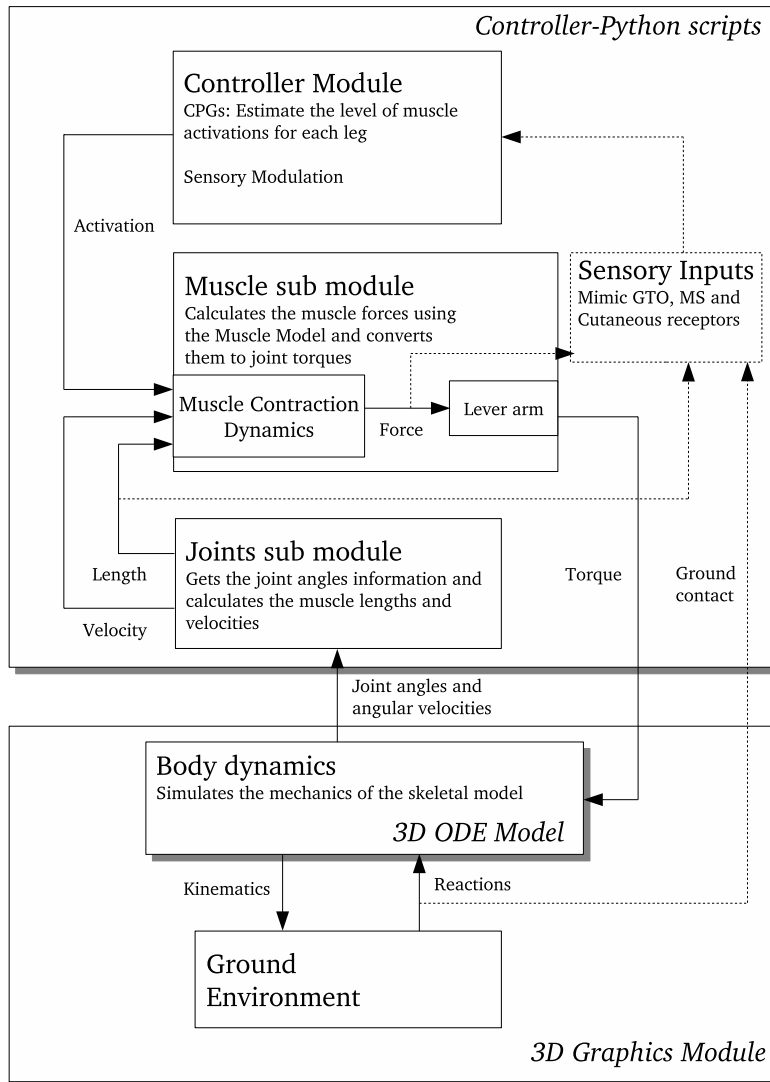 Controller-Python scripts
Controller Module
CPGs: Estimate the level of muscle
activations for each leg
Sensory Modulation
Activation
Muscle sub module
Calculates the muscle forces using
the Muscle Model and converts
them to joint torques
Sensory Inputs
Mimic GTO, MS and
Cutaneous receptors
Muscle Contraction
Dynamics
Force
Lever arm
Joints sub module
Gets the joint angles information and
calculates the muscle lengths and
velocities
Length
Velocity
Torque
Ground
contact
Joint angles and
angular velocities
Body dynamics
Simulates the mechanics of the skeletal model
3D ODE Model
Kinematics
Reactions
Ground
Environment
3D Graphics Module